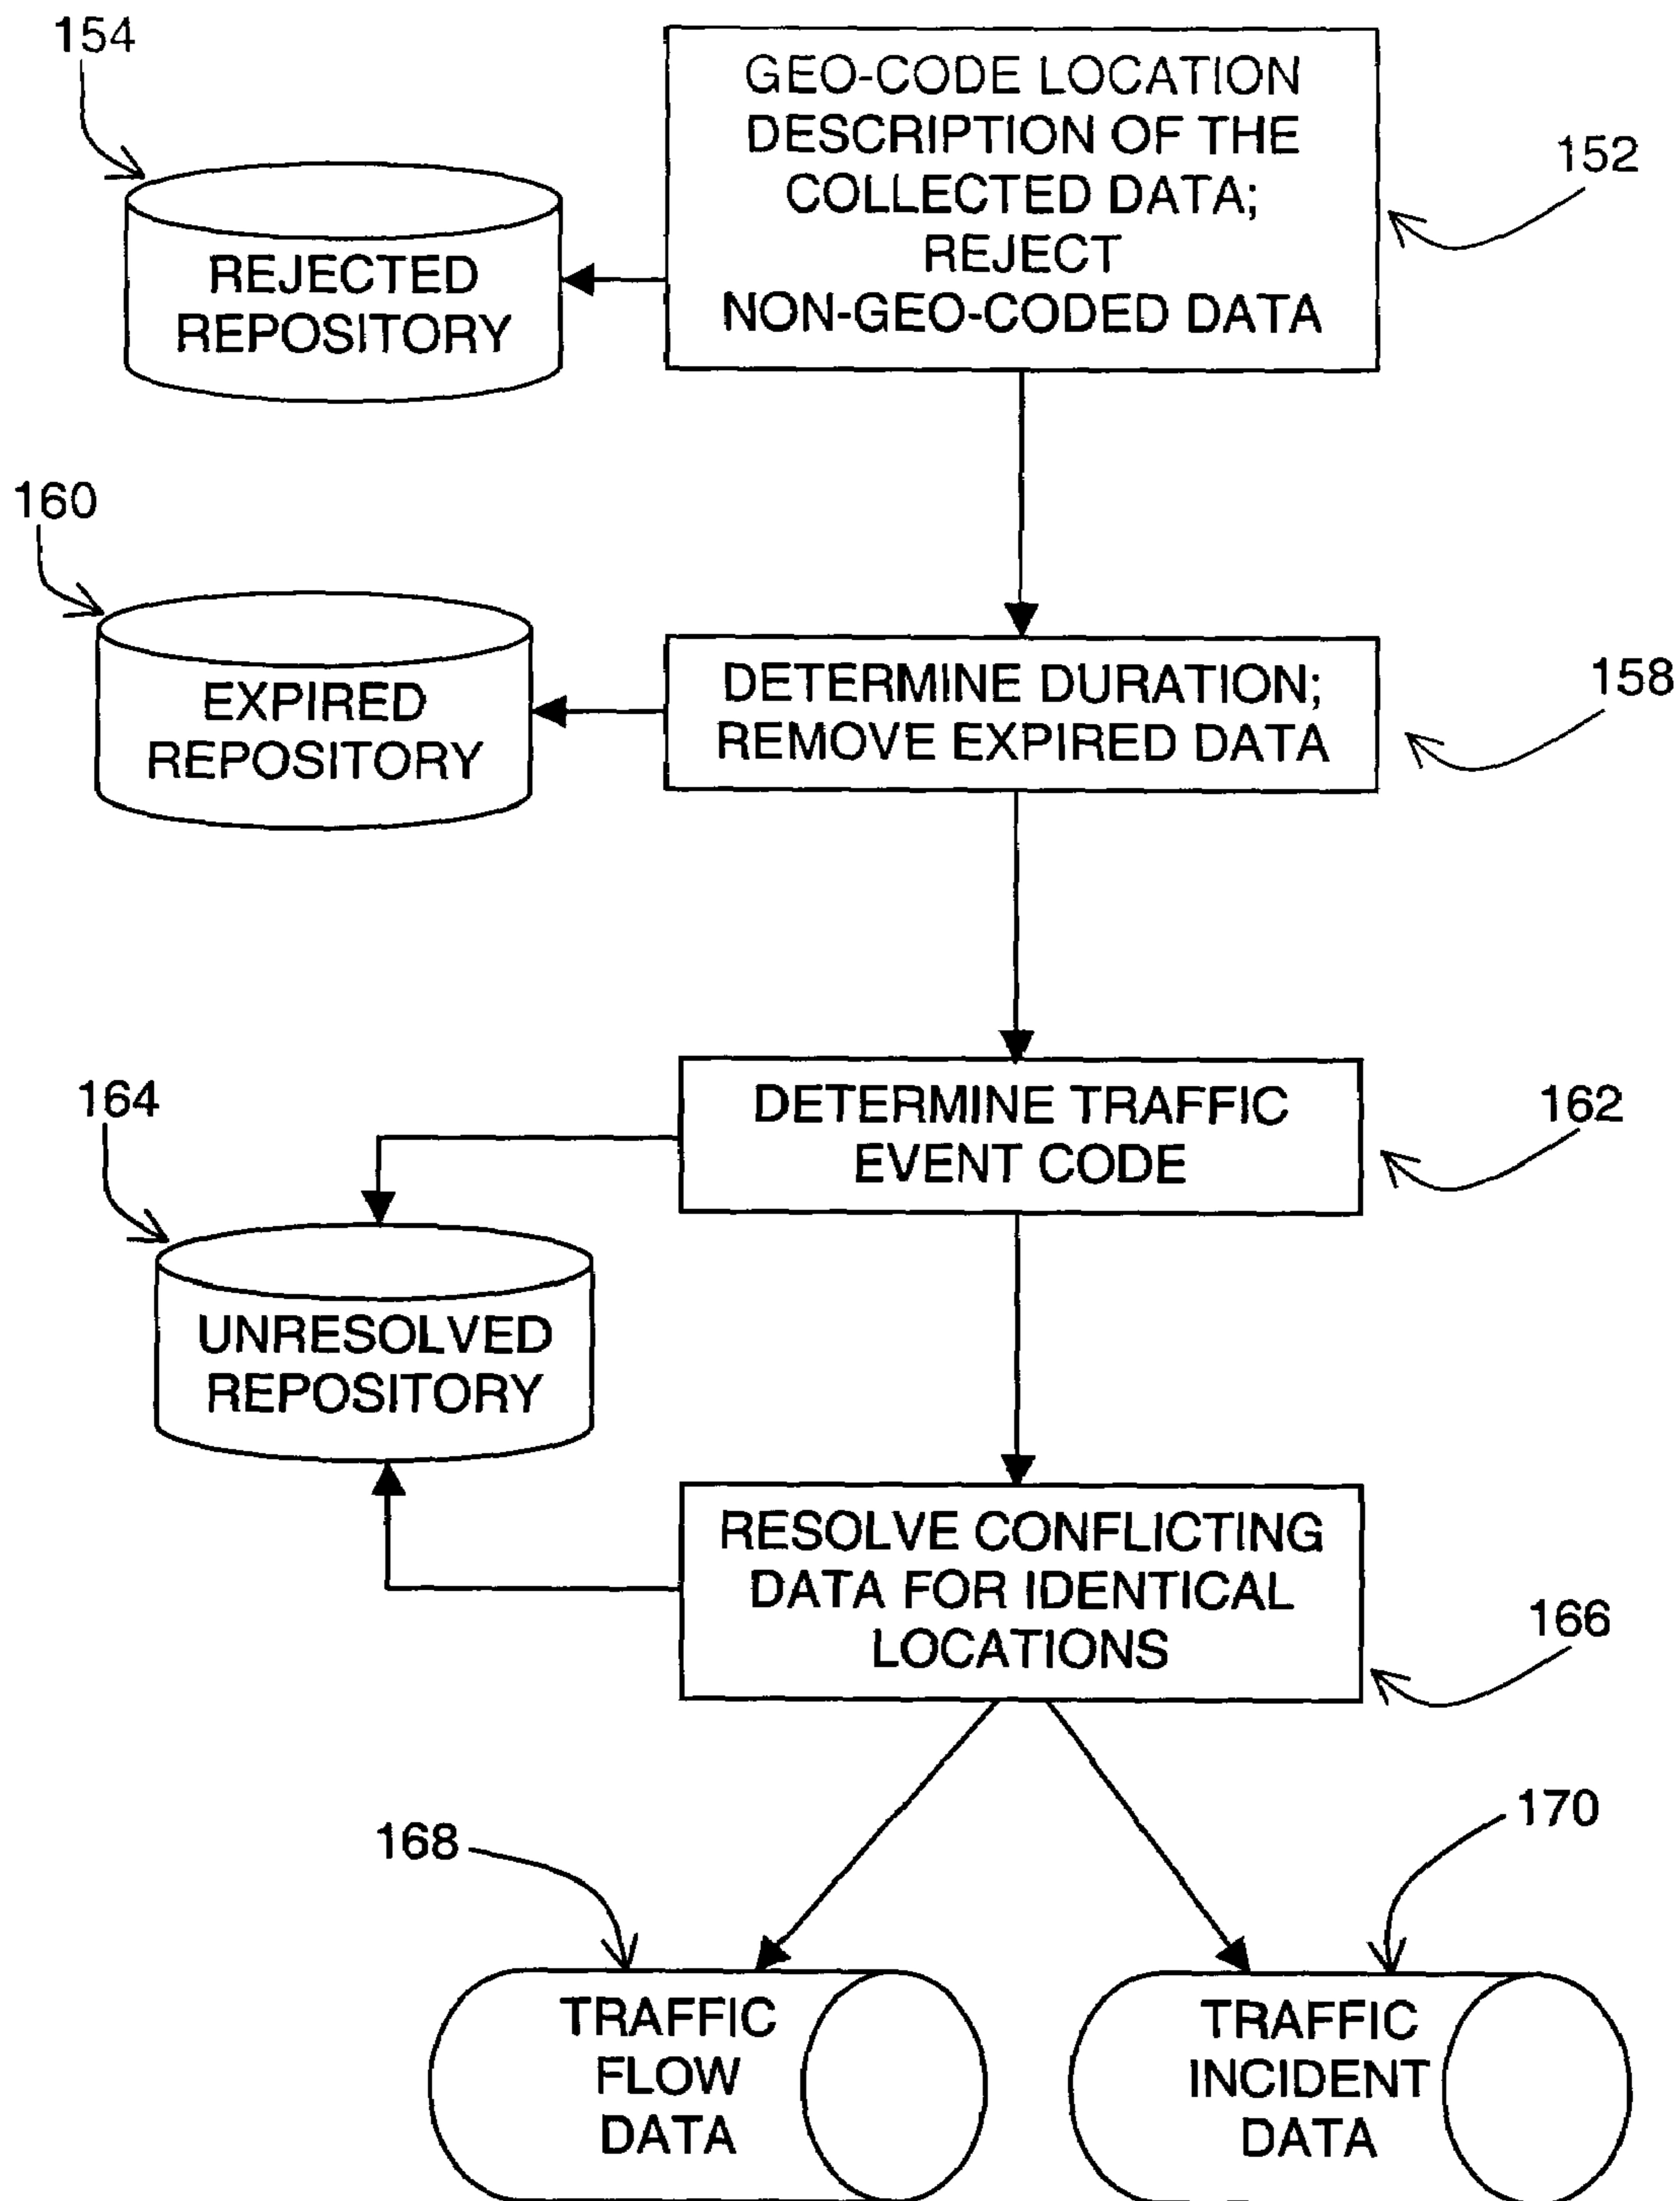 154
GEO-CODE LOCATION
DESCRIPTION OF THE
COLLECTED DATA;
REJECT
NON-GEO-CODED DATA
152
REJECTED
REPOSITORY
160
EXPIRED
REPOSITORY
DETERMINE DURATION;
REMOVE EXPIRED DATA
158
164
DETERMINE TRAFFIC
EVENT CODE
162
UNRESOLVED
REPOSITORY
RESOLVE CONFLICTING
DATA FOR IDENTICAL
LOCATIONS
166
168
170
TRAFFIC
FLOW
DATA
TRAFFIC
INCIDENT
DATA